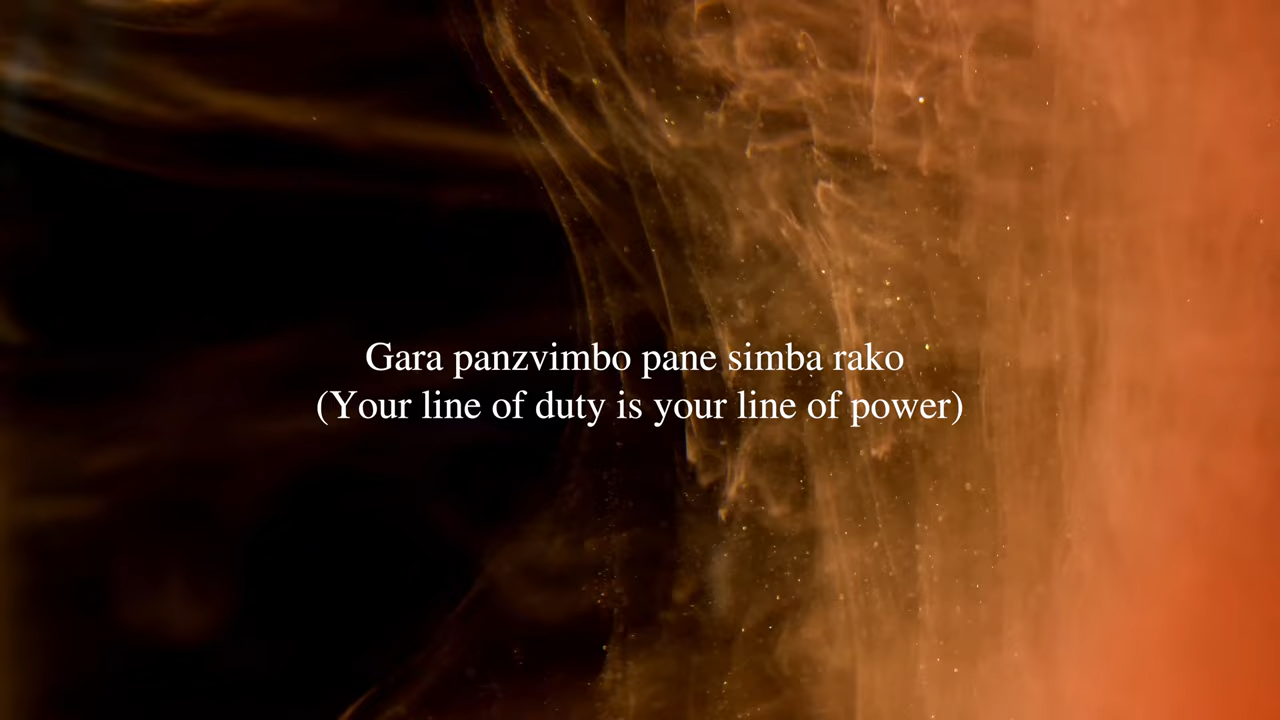 Gara panzvimbo pane simba rako
(Your line of duty is your line of power)